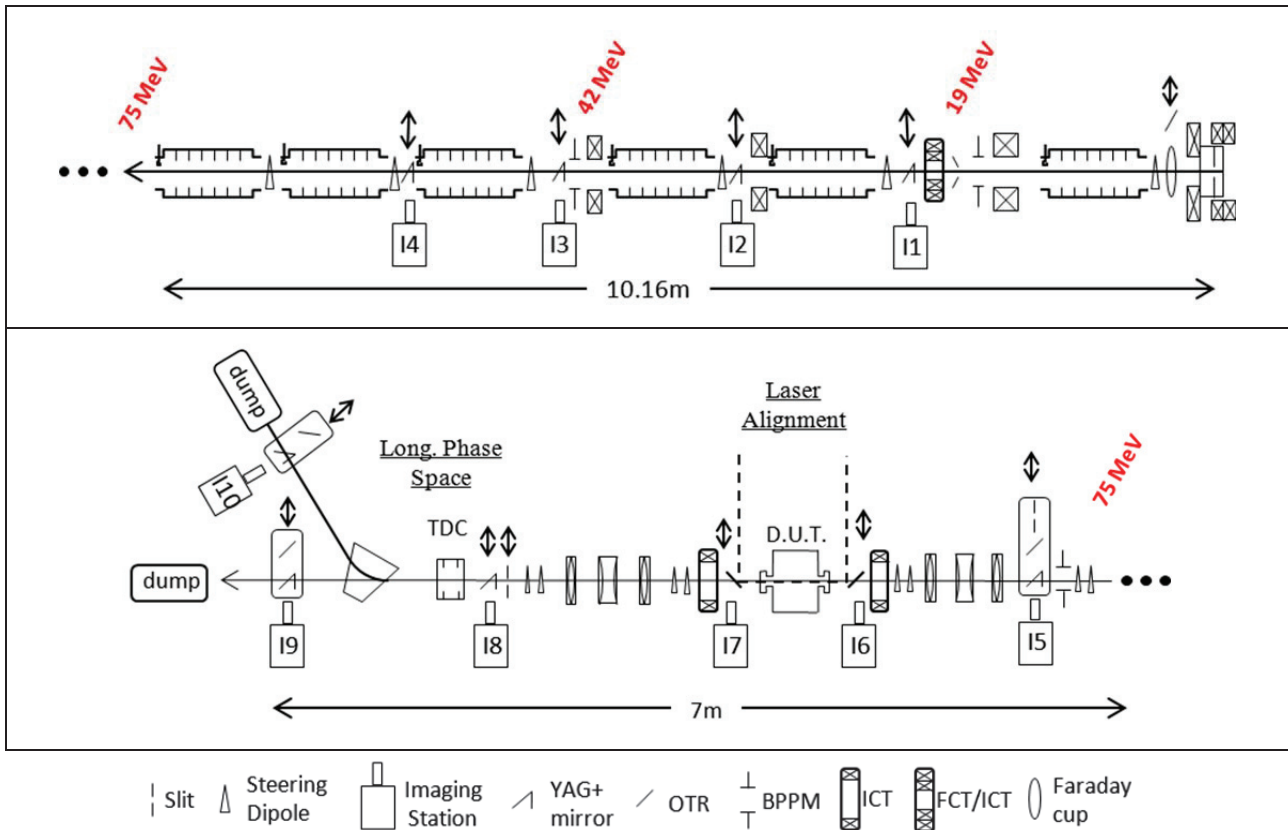 75 MeV
42 MeV
19 MeV
I4
I3
I2
I1
10.16m
dump
I10
Long. Phase
Space
Laser
Alignment
75 MeV
TDC
D.U.T.
dump
I9
I8
I7
I6
I5
7m
Slit
Steering
Dipole
Imaging
Station
YAG+
mirror
OTR
BPPM
ICT
FCT/ICT
Faraday
cup